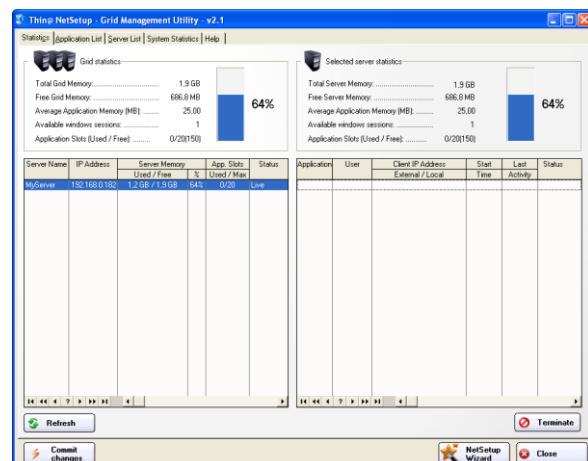 Thin@ NetSetup - Grid Management Utility - v2.1
Statistics Application List Server List System Statistics Help
Grid statistics
Total Grid Memory:..................... 1,9 GB
Free Grid Memory:..................... 686,8 MB
Average Application Memory (MB): ....... 25,00
Available windows sessions: ............... 1
Application Slots (Used / Free): ......... 0/20(150)
64%
Selected server statistics
Total Server Memory:..................... 1,9 GB
Free Server Memory:..................... 686,8 MB
Average Application Memory (MB): ....... 25,00
Available windows sessions: ............... 1
Application Slots (Used / Free): ......... 0/20(150)
64%
Server Name IP Address Server Memory App. Slots Status
Used / Free % Used / Max
MyServer 192.168.0.182 1,2 GB / 1,9 GB 64% 0/20 Live
Application User Client IP Address Start Last Status
External / Local Time Activity
Refresh
Terminate
Commit changes
NetSetup Wizard
Close